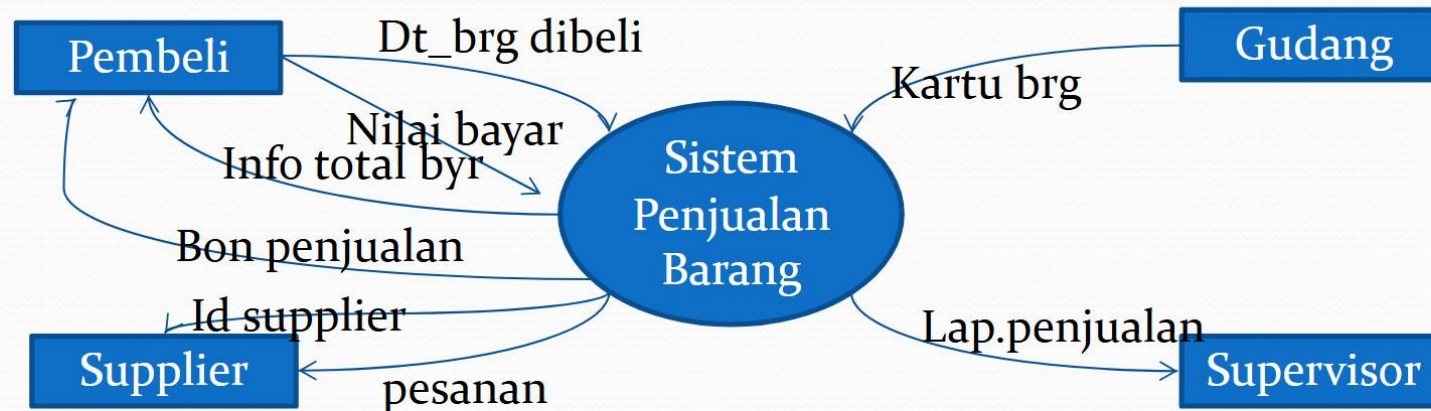 Pembeli
Dt_brg dibeli
Gudang
Kartu brg
Nilai bayar
Info total byr
Sistem
Penjualan
Barang
Bon penjualan
Id supplier
Lap.penjualan
Supplier
pesanan
Supervisor